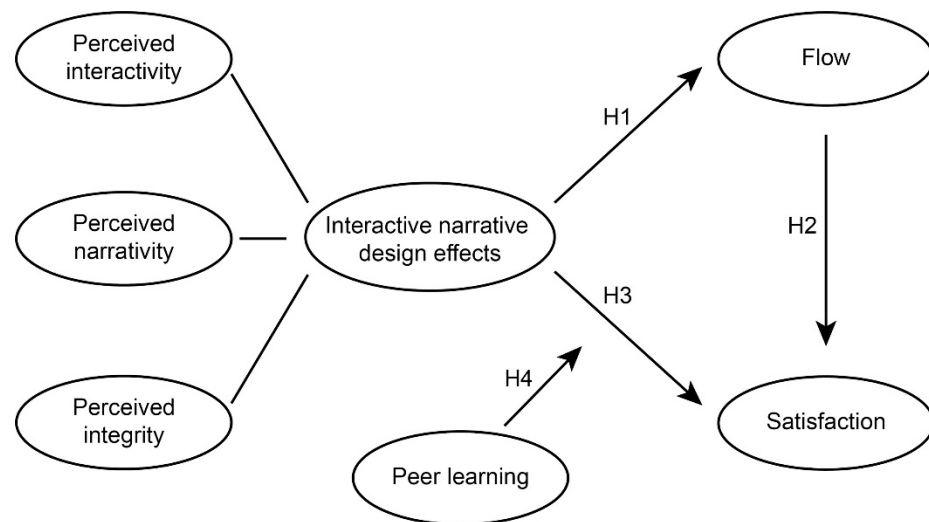 Perceived
interactivity
Flow
H1
Perceived
narrativity
Interactive narrative
design effects
H2
H3
H4
Perceived
integrity
Satisfaction
Peer learning